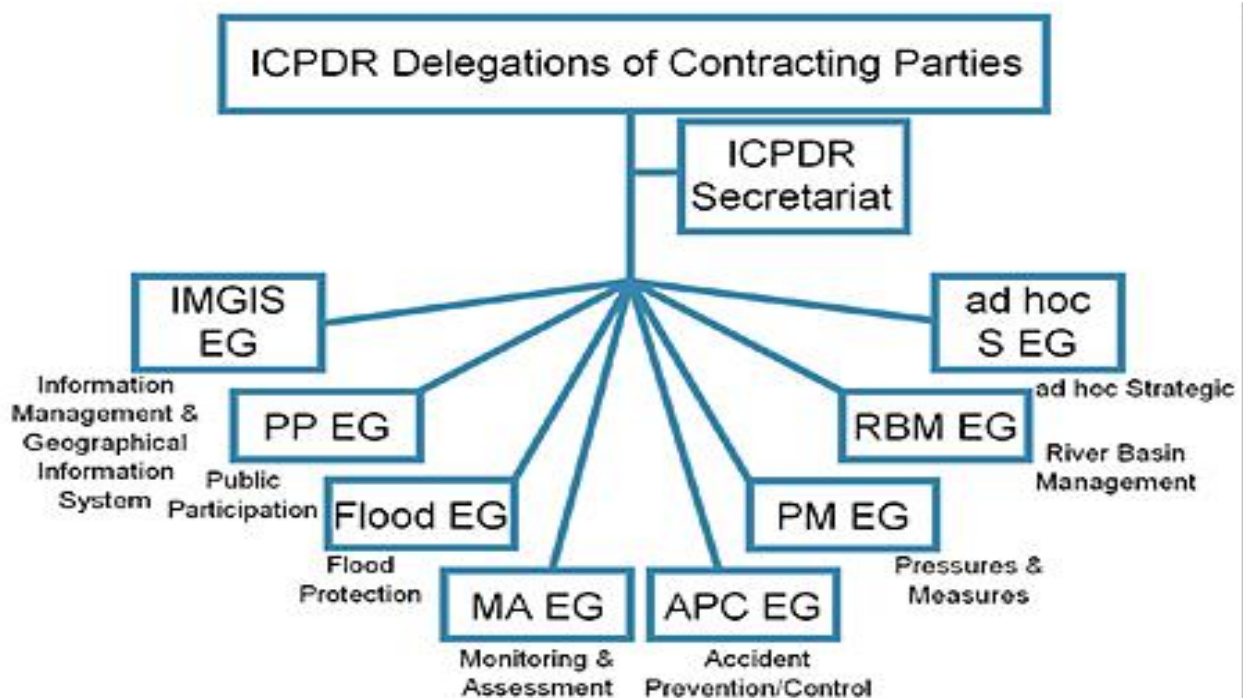 ICPDR Delegations of Contracting Parties
ICPDR
Secretariat
IMGIS
EG
Information
Management &
Geographical
Information
System
PP EG
Public
Participation
Flood EG
Flood
Protection
MA EG
Monitoring &
Assessment
APC EG
Accident
Prevention/Control
PM EG
Pressures &
Measures
RBM EG
River Basin
Management
ad hoc
S EG
ad hoc Strategic